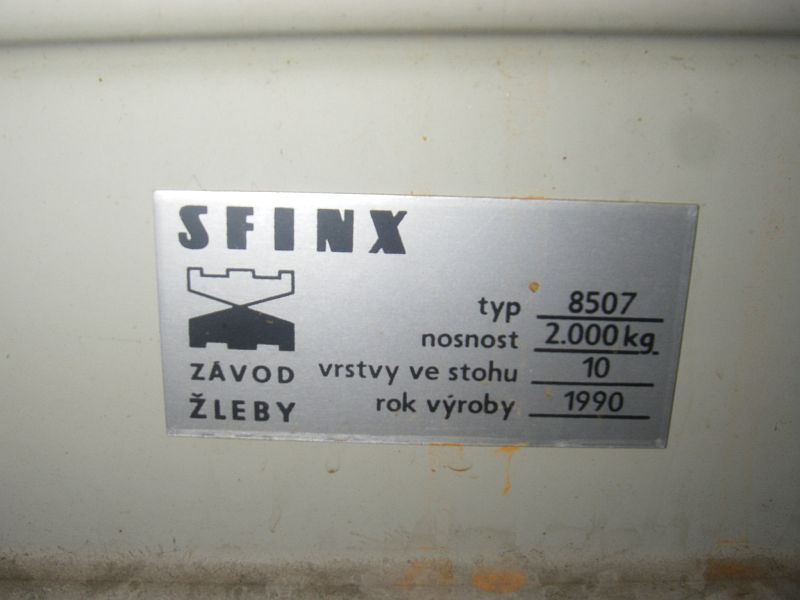 SFINX
ZÁVOD
ŽLEBY
typ 8507
nosnost 2.000 kg
vrstvy ve stohu 10
rok výroby 1990